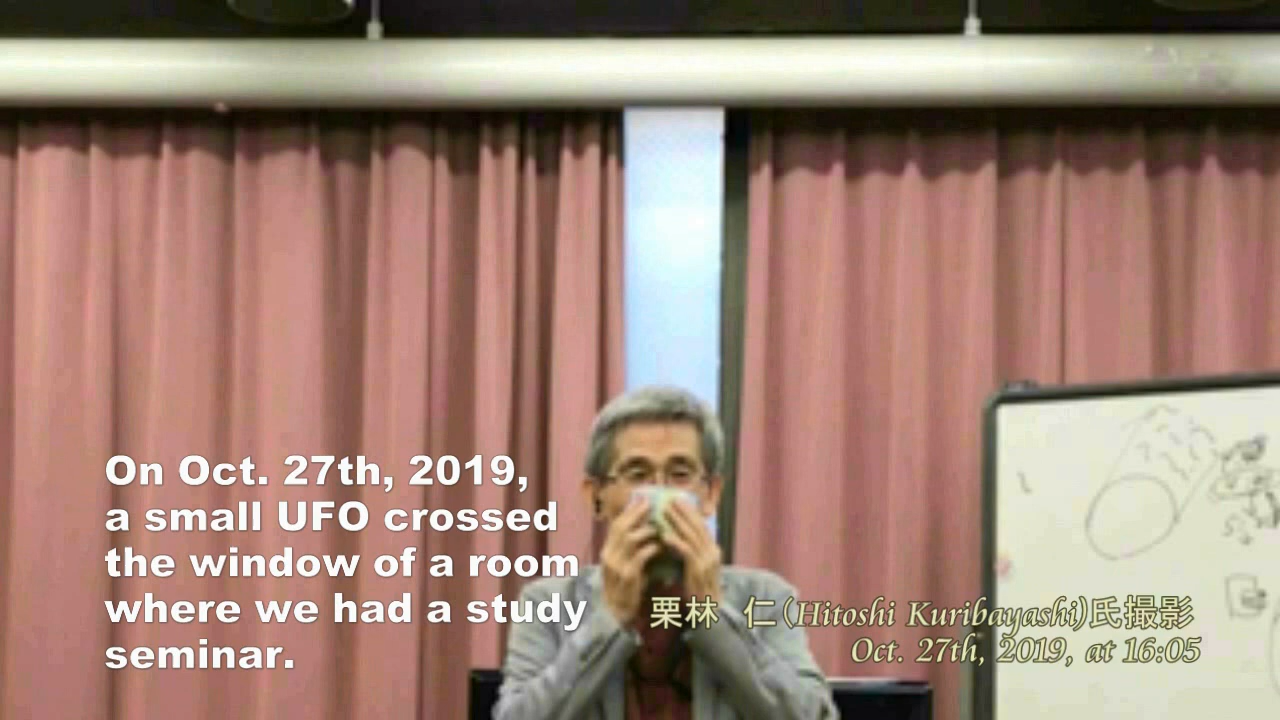 On Oct. 27th, 2019,
a small UFO crossed
the window of a room
where we had a study
seminar.
栗林 仁(Hitoshi Kuribayashi)氏撮影
Oct. 27th, 2019, at 16:05